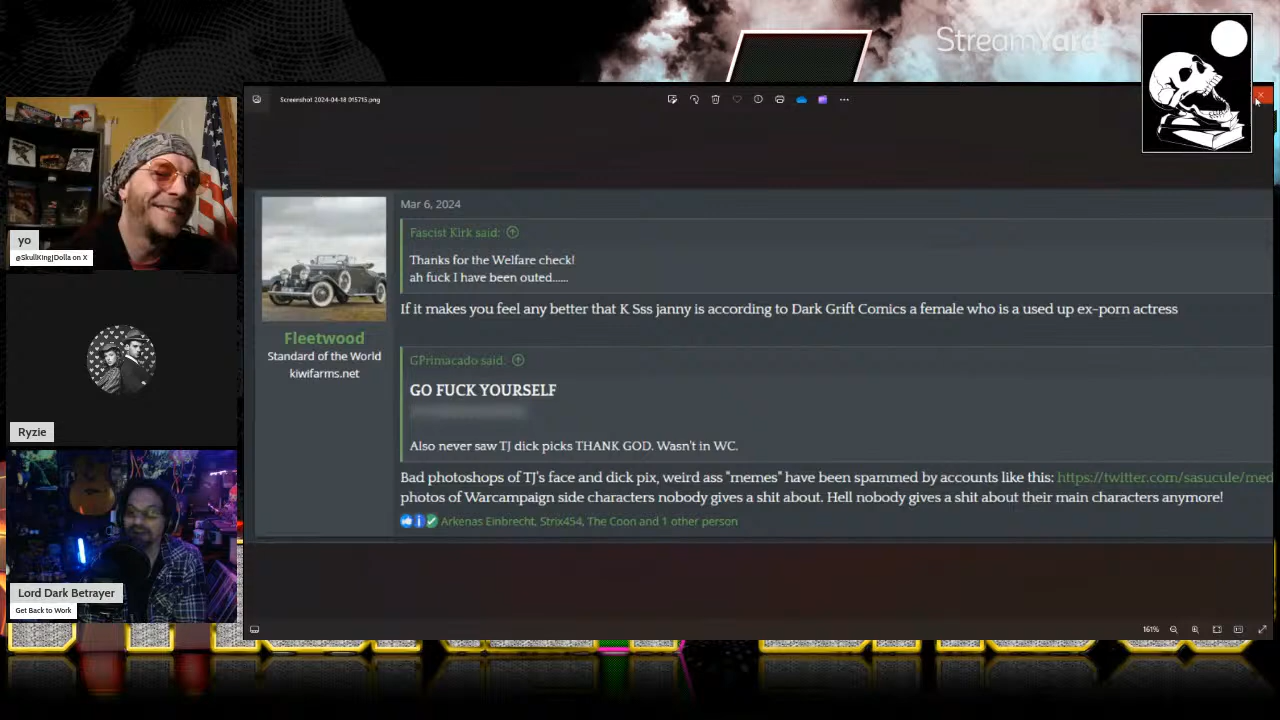 StreamYard
Screenshot 2024-04-18 015715.png
yo
@SkullKingJDolla on X
Ryzie
Lord Dark Betrayer
Get Back to Work
Fleetwood
Standard of the World
kiwifarms.net
Mar 6, 2024
Fascist Kirk said:
Thanks for the Welfare check!
ah fuck I have been outed......
If it makes you feel any better that K Sss janny is according to Dark Grift Comics a female who is a used up ex-porn actress
GPrimacado said:
GO FUCK YOURSELF
Also never saw TJ dick picks THANK GOD. Wasn't in WC.
Bad photoshops of TJ's face and dick pix, weird ass "memes" have been spammed by accounts like this: https://twitter.com/sasucule/med
photos of Warcampaign side characters nobody gives a shit about. Hell nobody gives a shit about their main characters anymore!
Arkenas Einbrecht, Strix454, The Coon and 1 other person
161%